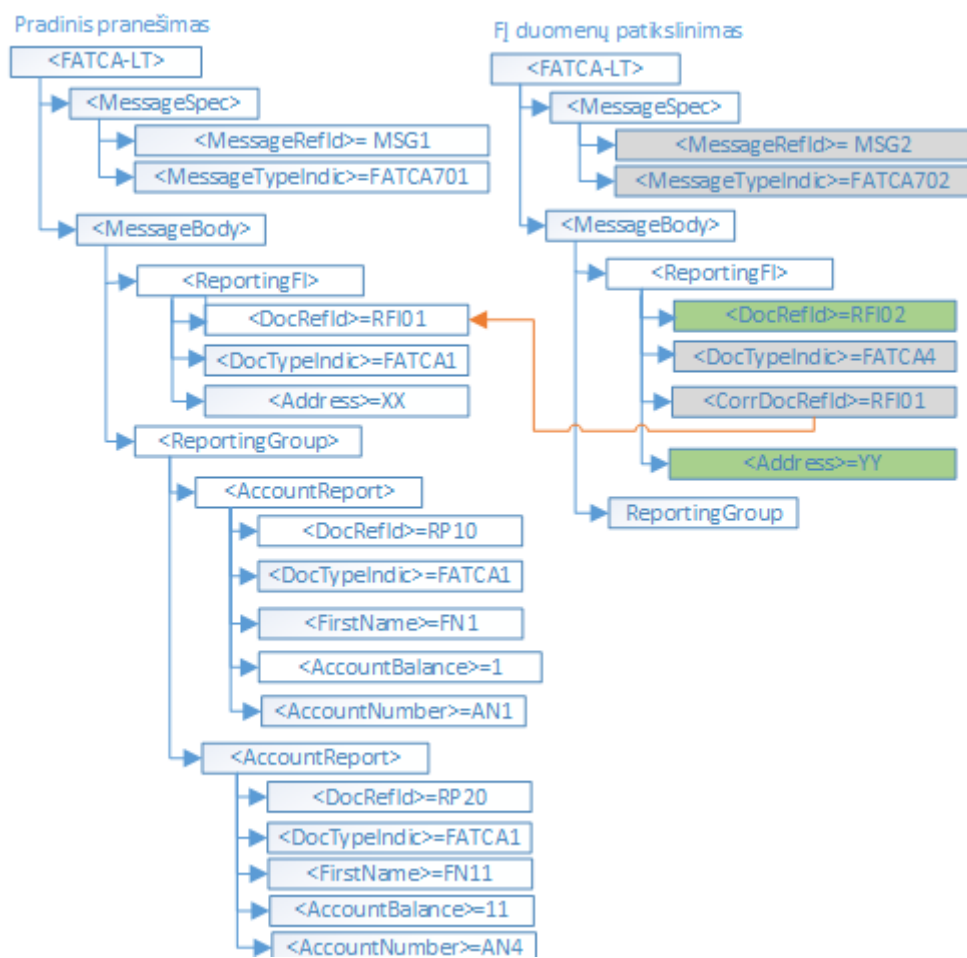 Pradinis pranešimas
<FATCA-LT>
<MessageSpec>
<MessageRefId>= MSG1
<MessageTypeIndic>=FATCA701
<MessageBody>
<ReportingFI>
<DocRefId>=RFI01
<DocTypeIndic>=FATCA1
<Address>=XX
<ReportingGroup>
<AccountReport>
<DocRefId>=RP10
<DocTypeIndic>=FATCA1
<FirstName>=FN1
<AccountBalance>=1
<AccountNumber>=AN1
<AccountReport>
<DocRefId>=RP20
<DocTypeIndic>=FATCA1
<FirstName>=FN11
<AccountBalance>=11
<AccountNumber>=AN4
FĮ duomenų patikslinimas
<FATCA-LT>
<MessageSpec>
<MessageRefId>= MSG2
<MessageTypeIndic>=FATCA702
<MessageBody>
<ReportingFI>
<DocRefId>=RFI02
<DocTypeIndic>=FATCA4
<CorrDocRefId>=RFI01
<Address>=YY
ReportingGroup